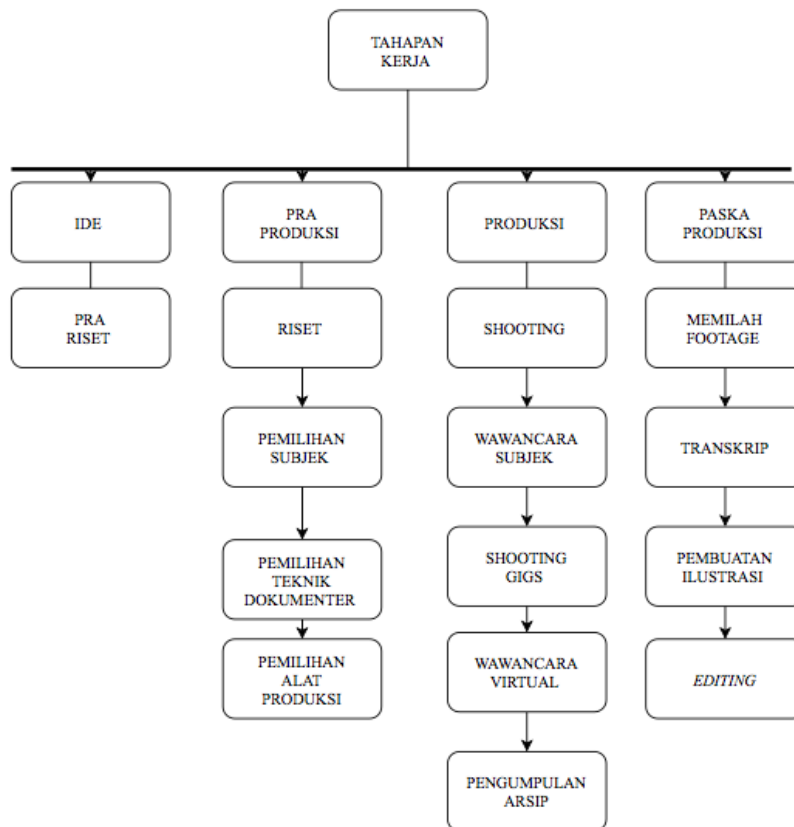 TAHAPAN
KERJA
IDE
PRA
RISET
PRA
PRODUKSI
RISET
PEMILIHAN
SUBJEK
PEMILIHAN
TEKNIK
DOKUMENTER
PEMILIHAN
ALAT
PRODUKSI
PRODUKSI
SHOOTING
WAWANCARA
SUBJEK
SHOOTING
GIGS
WAWANCARA
VIRTUAL
PENGUMPULAN
ARSIP
PASKA
PRODUKSI
MEMILAH
FOOTAGE
TRANSKRIP
PEMBUATAN
ILUSTRASI
EDITING